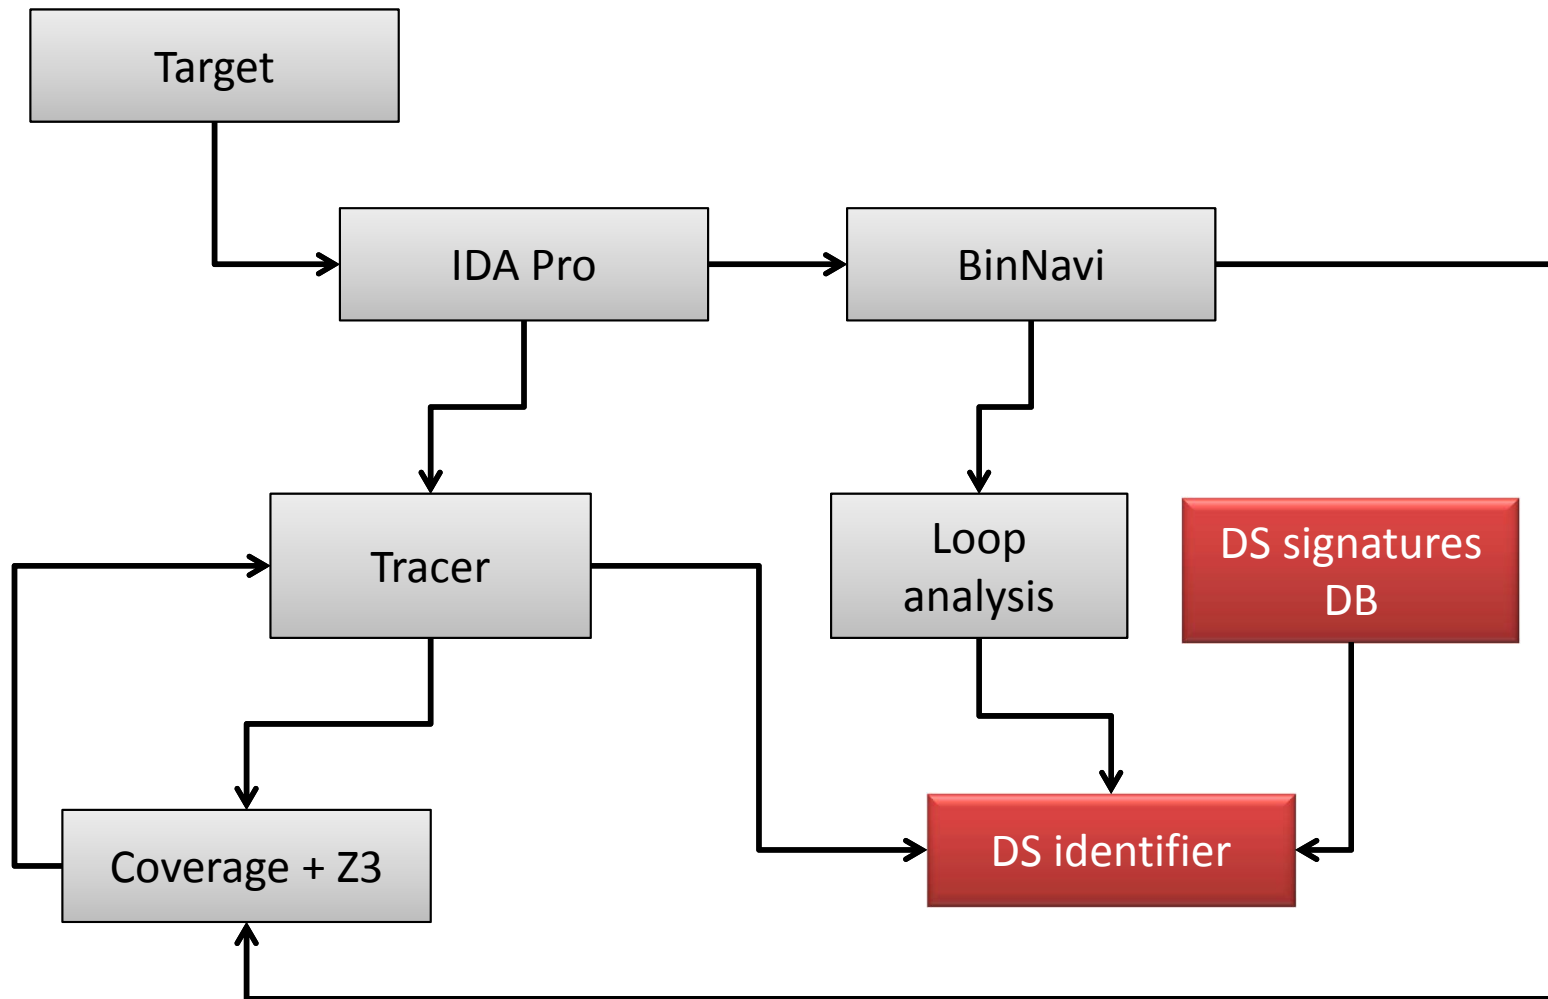 Target
IDA Pro
BinNavi
Tracer
Loop
analysis
DS signatures
DB
Coverage + Z3
DS identifier